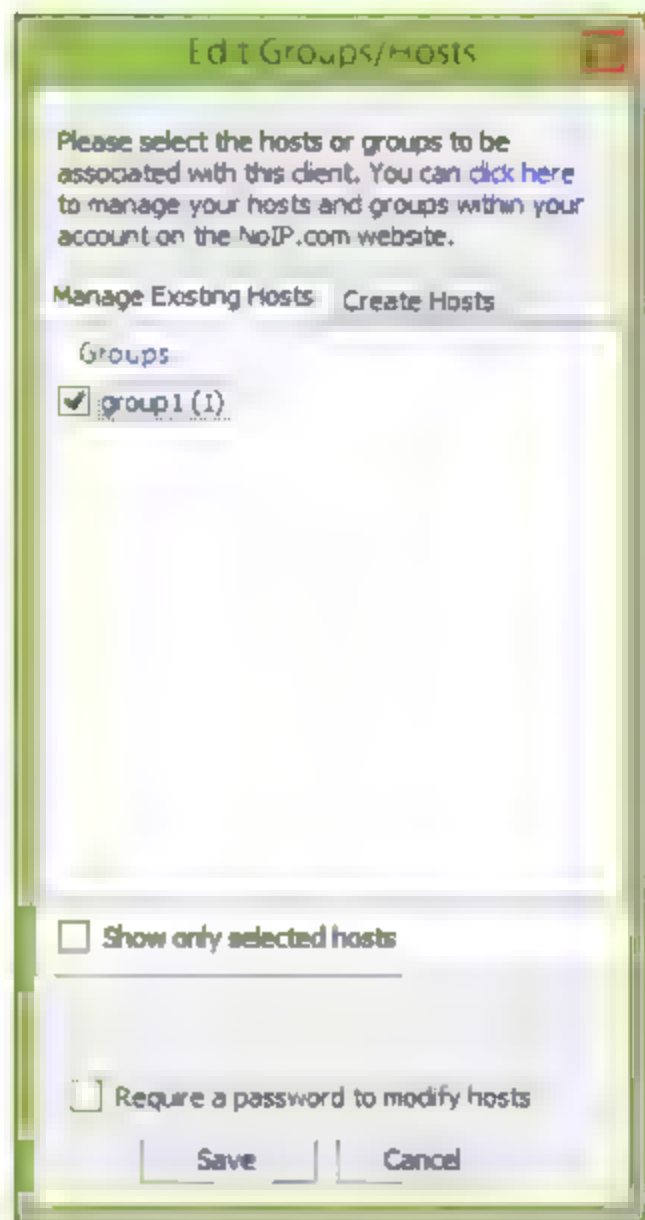 Edit Groups/Hosts
Please select the hosts or groups to be
associated with this client. You can click here
to manage your hosts and groups within your
account on the NoIP.com website.
Manage Existing Hosts Create Hosts
Groups
group1 (1)
Show only selected hosts
Require a password to modify hosts
Save Cancel